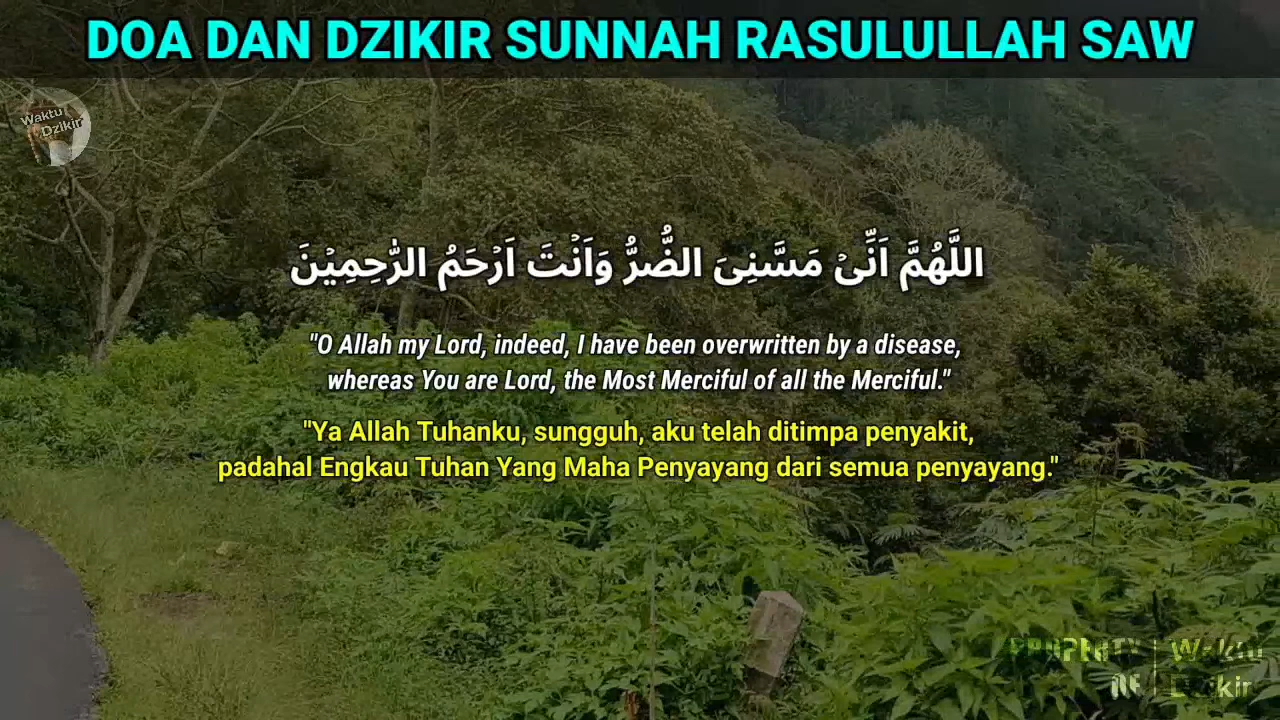 DOA DAN DZIKIR SUNNAH RASULULLAH SAW
Waktu
Dzikir
اللَّهُمَّ اَنِّىْ مَسَّنِىَ الضُّرُّ وَاَنْتَ اَرْحَمُ الرّٰحِمِيْنَ
"O Allah my Lord, indeed, I have been overwritten by a disease,
whereas You are Lord, the Most Merciful of all the Merciful."
"Ya Allah Tuhanku, sungguh, aku telah ditimpa penyakit,
padahal Engkau Tuhan Yang Maha Penyayang dari semua penyayang."
PROPERTY | Waktu
OF | Dzikir